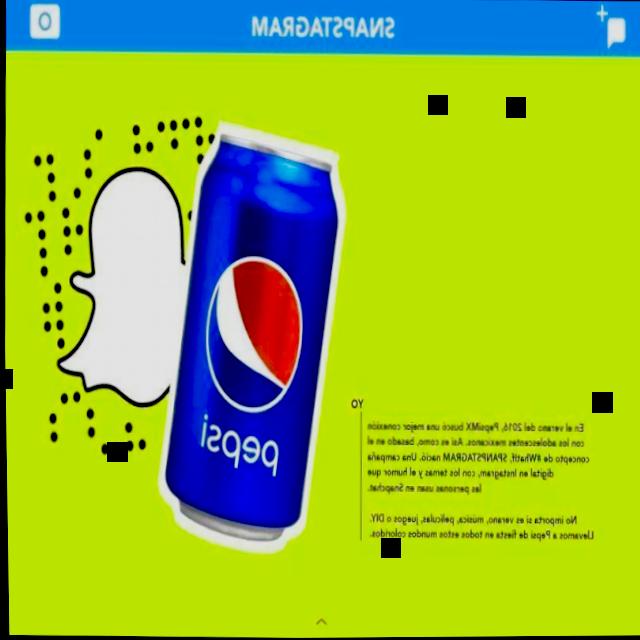 SNAPSTAGRAM
pepsi
YO
En el verano del 2016, PepsiMX buscó una mejor conexión
con los adolescentes mexicanos. Así es como, basado en el
concepto de #WhatIf, SPANPSTAGRAM nació. Una campaña
digital en Instagram, con los temas y el humor que
las personas usan en Snapchat.
No importa si es verano, música, películas, juegos o DIY.
Llevamos a Pepsi de fiesta en todos estos mundos coloridos.